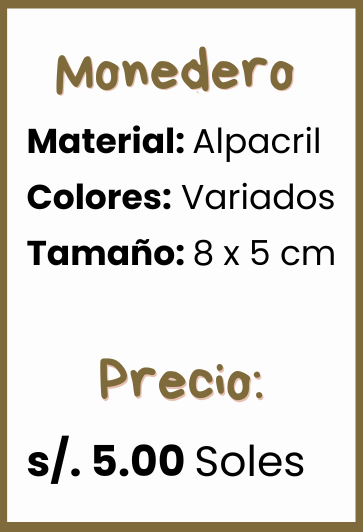 Monedero
Material: Alpacril
Colores: Variados
Tamaño: 8 x 5 cm
Precio:
s/. 5.00 Soles